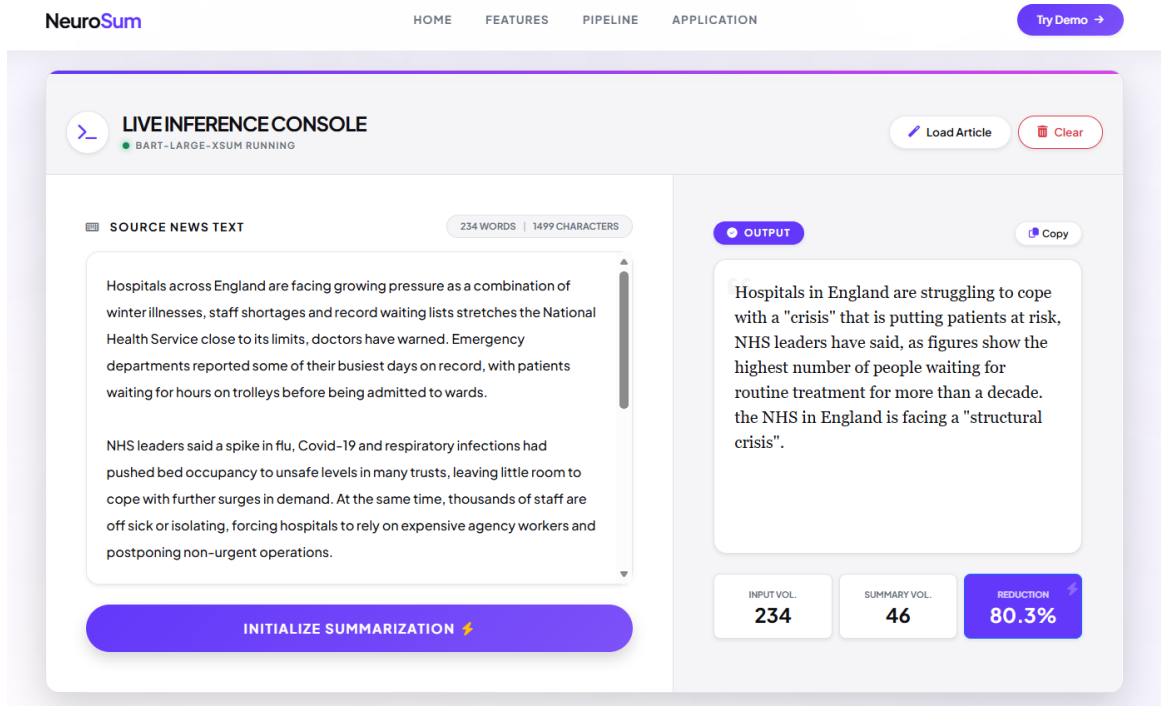 NeuroSum
HOME FEATURES PIPELINE APPLICATION
Try Demo →
LIVE INFERENCE CONSOLE
BART-LARGE-XSUM RUNNING
Load Article
Clear
SOURCE NEWS TEXT
234 WORDS | 1499 CHARACTERS
Hospitals across England are facing growing pressure as a combination of
winter illnesses, staff shortages and record waiting lists stretches the National
Health Service close to its limits, doctors have warned. Emergency
departments reported some of their busiest days on record, with patients
waiting for hours on trolleys before being admitted to wards.
NHS leaders said a spike in flu, Covid-19 and respiratory infections had
pushed bed occupancy to unsafe levels in many trusts, leaving little room to
cope with further surges in demand. At the same time, thousands of staff are
off sick or isolating, forcing hospitals to rely on expensive agency workers and
postponing non-urgent operations.
INITIALIZE SUMMARIZATION ⚡
OUTPUT
Copy
Hospitals in England are struggling to cope
with a "crisis" that is putting patients at risk,
NHS leaders have said, as figures show the
highest number of people waiting for
routine treatment for more than a decade.
the NHS in England is facing a "structural
crisis".
INPUT VOL.
234
SUMMARY VOL.
46
REDUCTION
80.3%